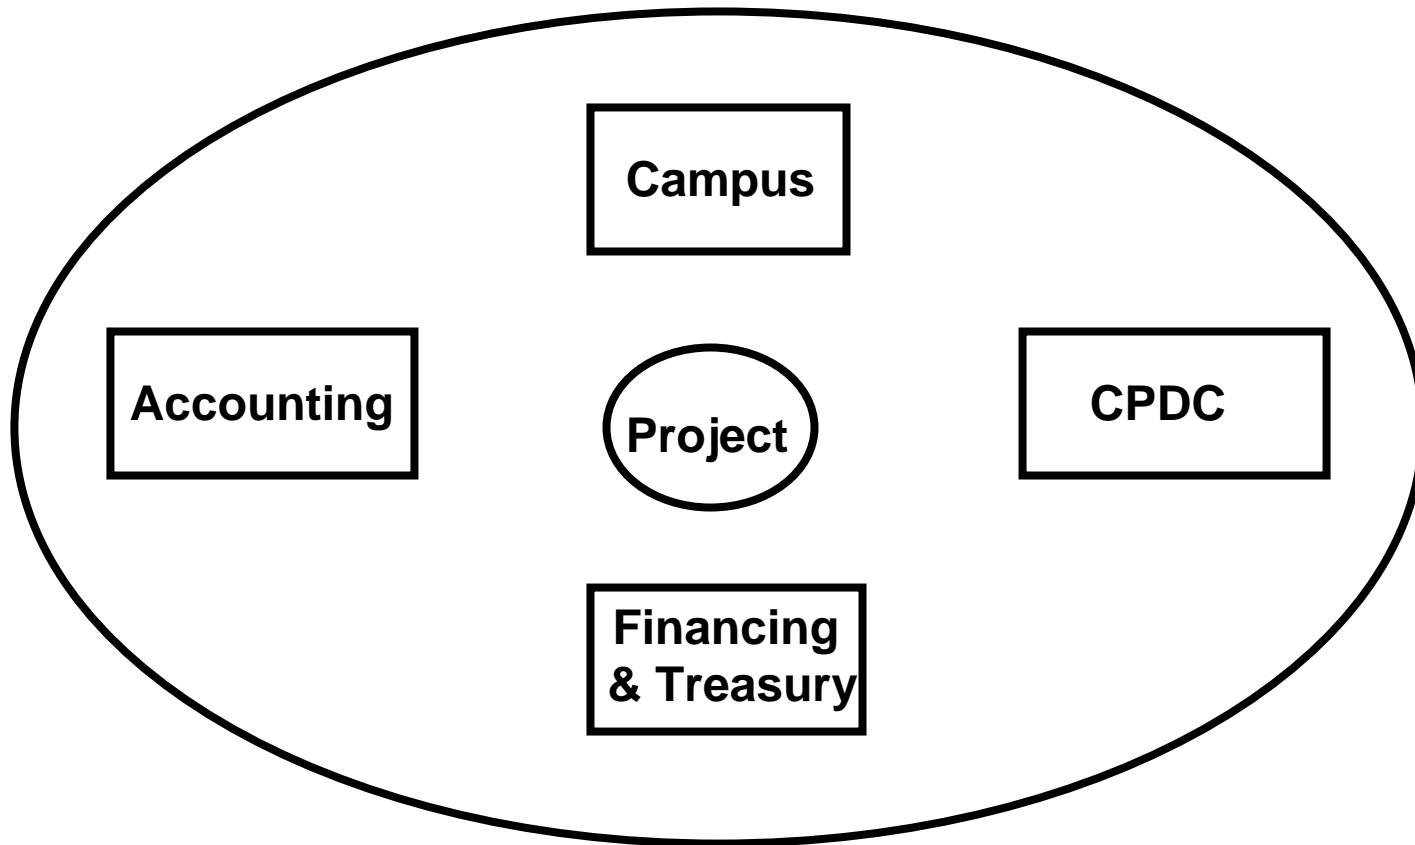 Campus
Accounting
Project
CPDC
Financing
& Treasury